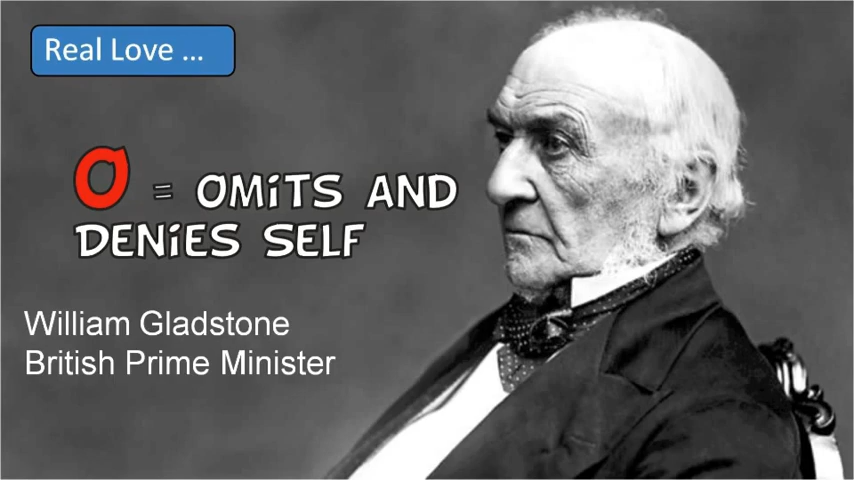 Real Love ...
O = OMITS AND
DENIES SELF
William Gladstone
British Prime Minister